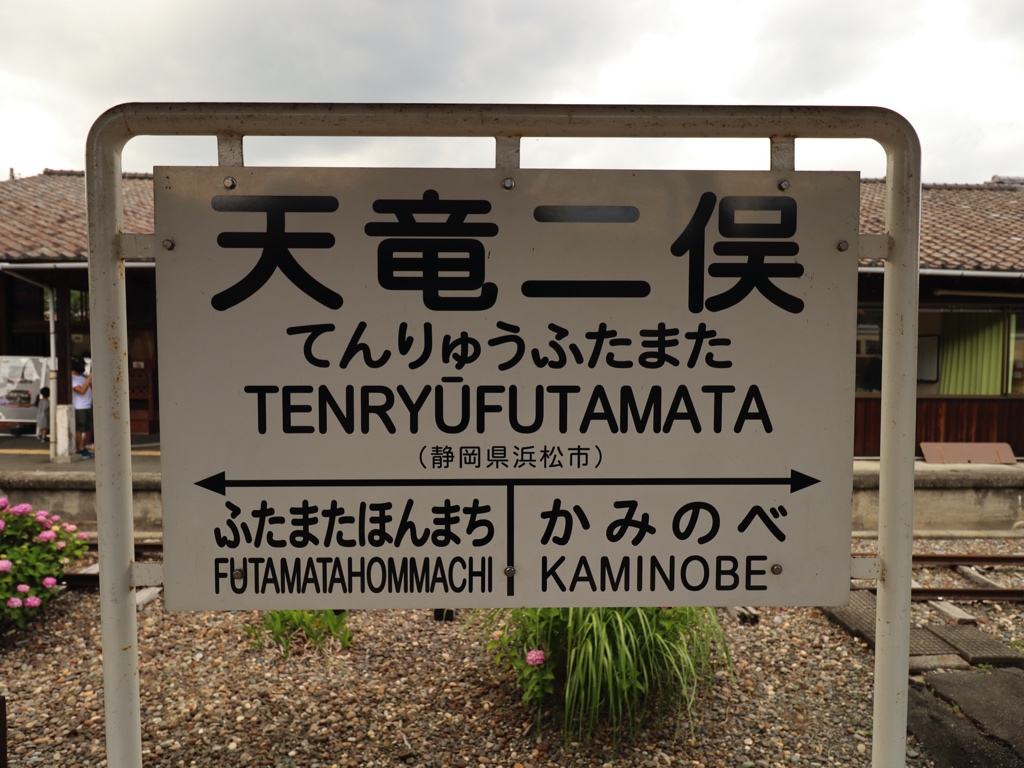 天竜二俣
てんりゅうふたまた
TENRYŪFUTAMATA
（静岡県浜松市）
ふたまたほんまち かみのべ
FUTAMATAHOMMACHI KAMINOBE